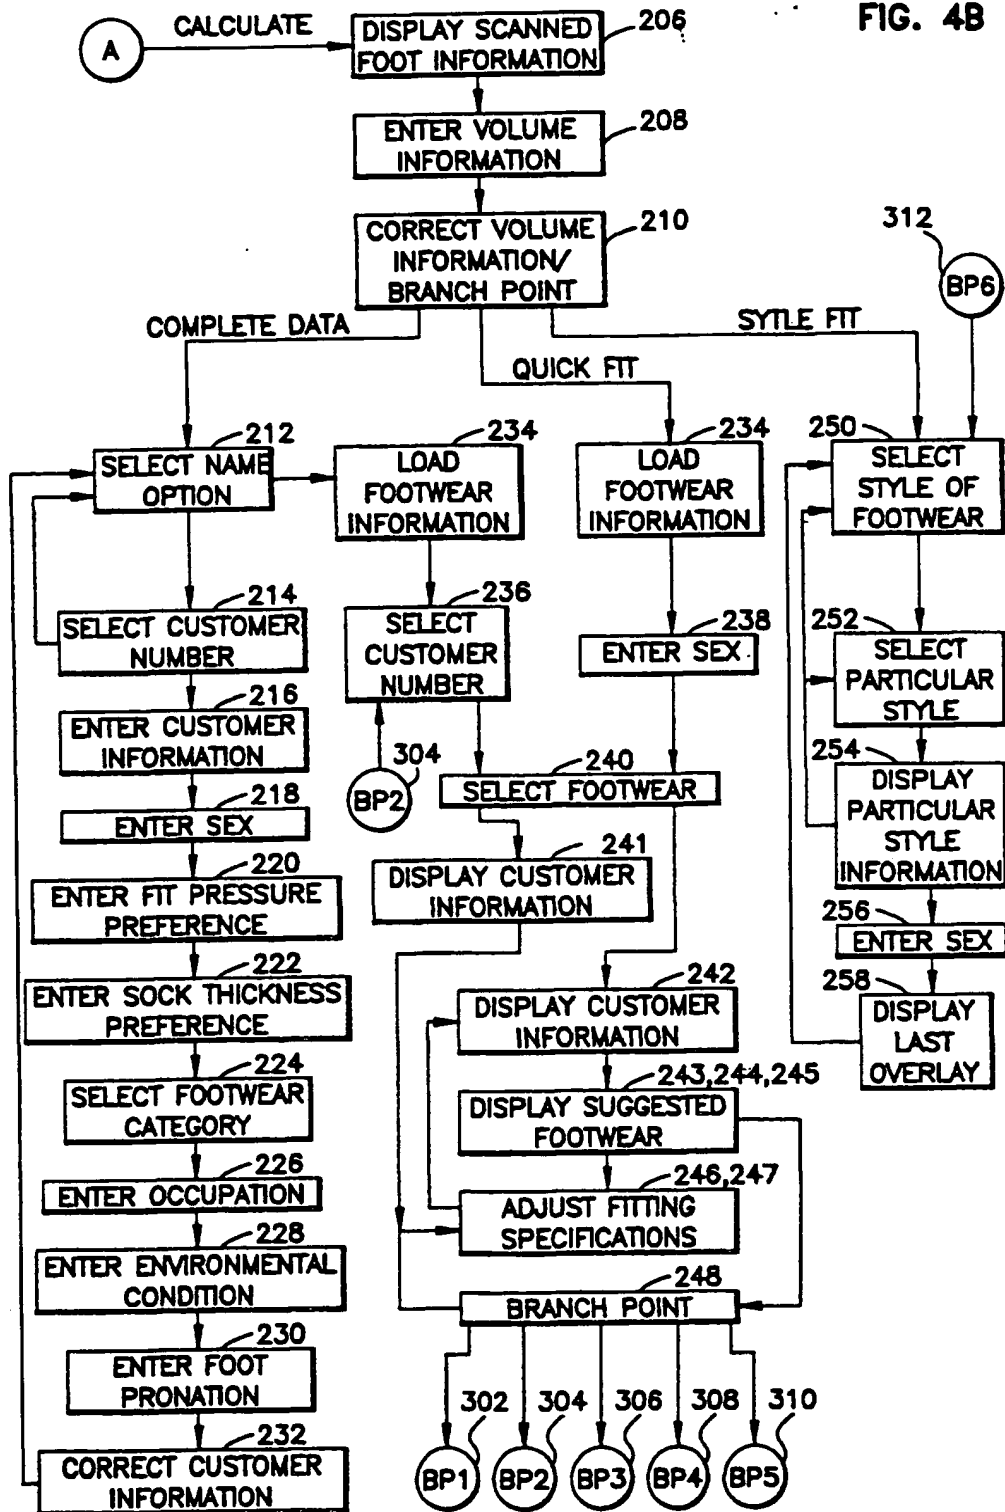 FIG. 4B
A
CALCULATE
DISPLAY SCANNED
FOOT INFORMATION
206
ENTER VOLUME
INFORMATION
208
CORRECT VOLUME
INFORMATION/
BRANCH POINT
210
312
BP6
COMPLETE DATA
QUICK FIT
SYTLE FIT
212
SELECT NAME
OPTION
214
SELECT CUSTOMER
NUMBER
216
ENTER CUSTOMER
INFORMATION
218
ENTER SEX
220
ENTER FIT PRESSURE
PREFERENCE
222
ENTER SOCK THICKNESS
PREFERENCE
224
SELECT FOOTWEAR
CATEGORY
226
ENTER OCCUPATION
228
ENTER ENVIRONMENTAL
CONDITION
230
ENTER FOOT
PRONATION
232
CORRECT CUSTOMER
INFORMATION
234
LOAD
FOOTWEAR
INFORMATION
236
SELECT
CUSTOMER
NUMBER
304
BP2
234
LOAD
FOOTWEAR
INFORMATION
238
ENTER SEX
240
SELECT FOOTWEAR
241
DISPLAY CUSTOMER
INFORMATION
242
DISPLAY CUSTOMER
INFORMATION
243,244,245
DISPLAY SUGGESTED
FOOTWEAR
246,247
ADJUST FITTING
SPECIFICATIONS
248
BRANCH POINT
302
BP1
304
BP2
306
BP3
308
BP4
310
BP5
250
SELECT
STYLE OF
FOOTWEAR
252
SELECT
PARTICULAR
STYLE
254
DISPLAY
PARTICULAR
STYLE
INFORMATION
256
ENTER SEX
258
DISPLAY
LAST
OVERLAY